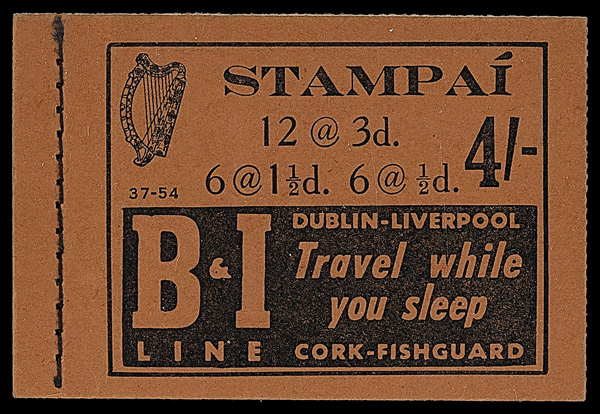 STAMPAÍ
12 @ 3d.
6 @ 1½d. 6 @ ½d. 4/-
37-54
B & I
LINE
DUBLIN-LIVERPOOL
Travel while
you sleep
CORK-FISHGUARD